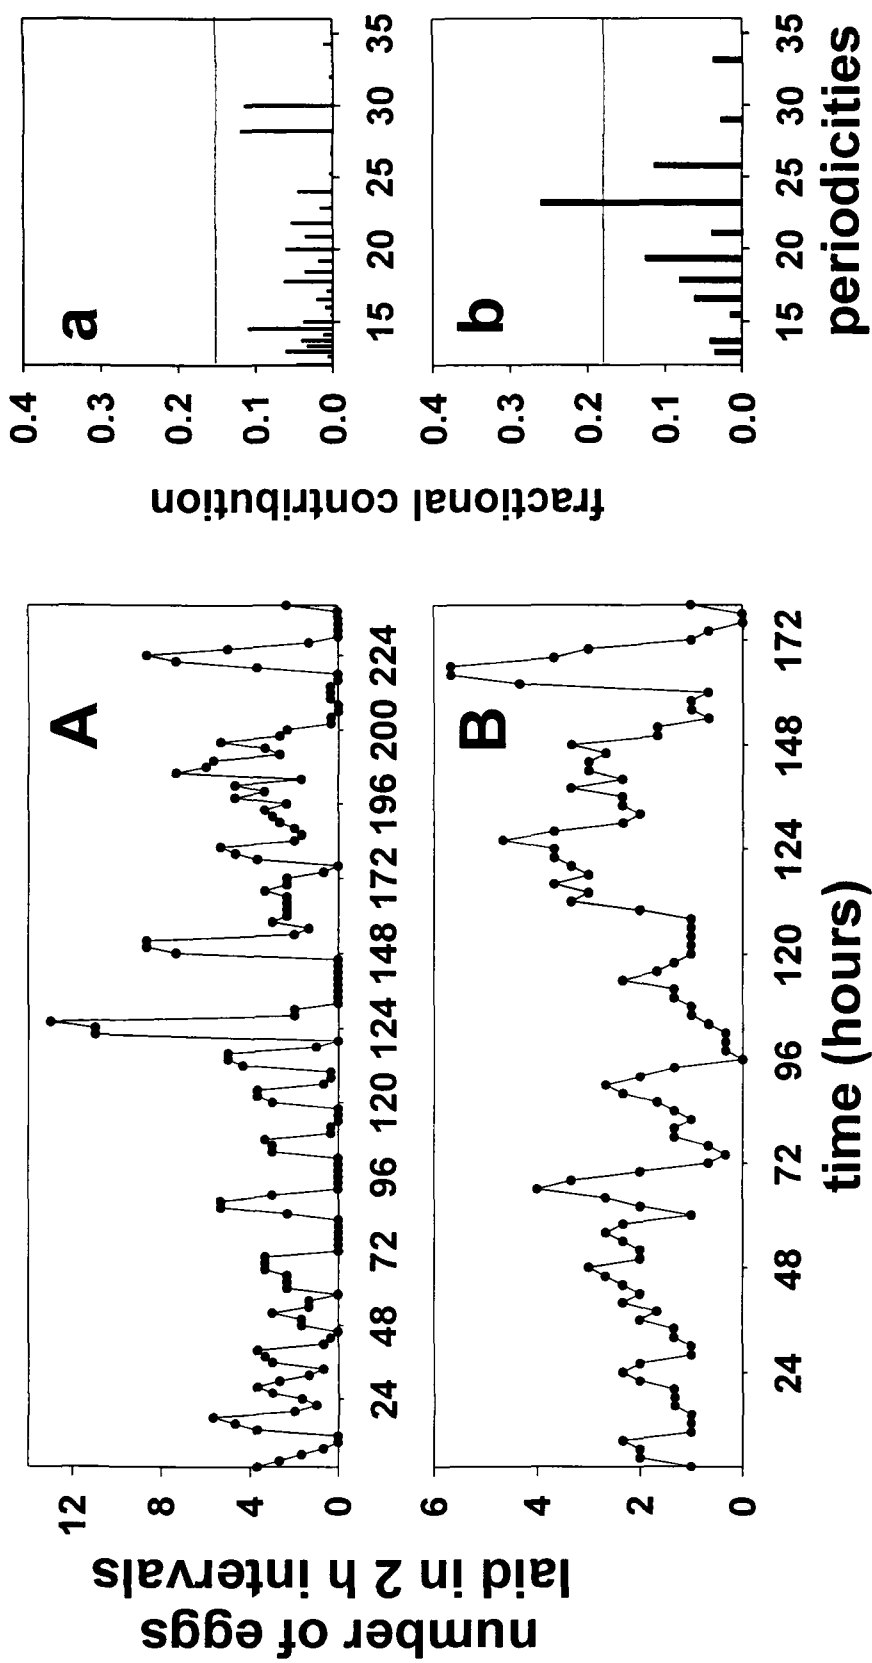 number of eggs
laid in 2 h intervals
A
12
8
4
0
24 48 72 96 120 124 148 172 196 200 224
B
6
4
2
0
24 48 72 96 120 124 148 172
time (hours)
fractional contribution
a
0.4
0.3
0.2
0.1
0.0
15 20 25 30 35
b
0.4
0.3
0.2
0.1
0.0
15 20 25 30 35
periodicities